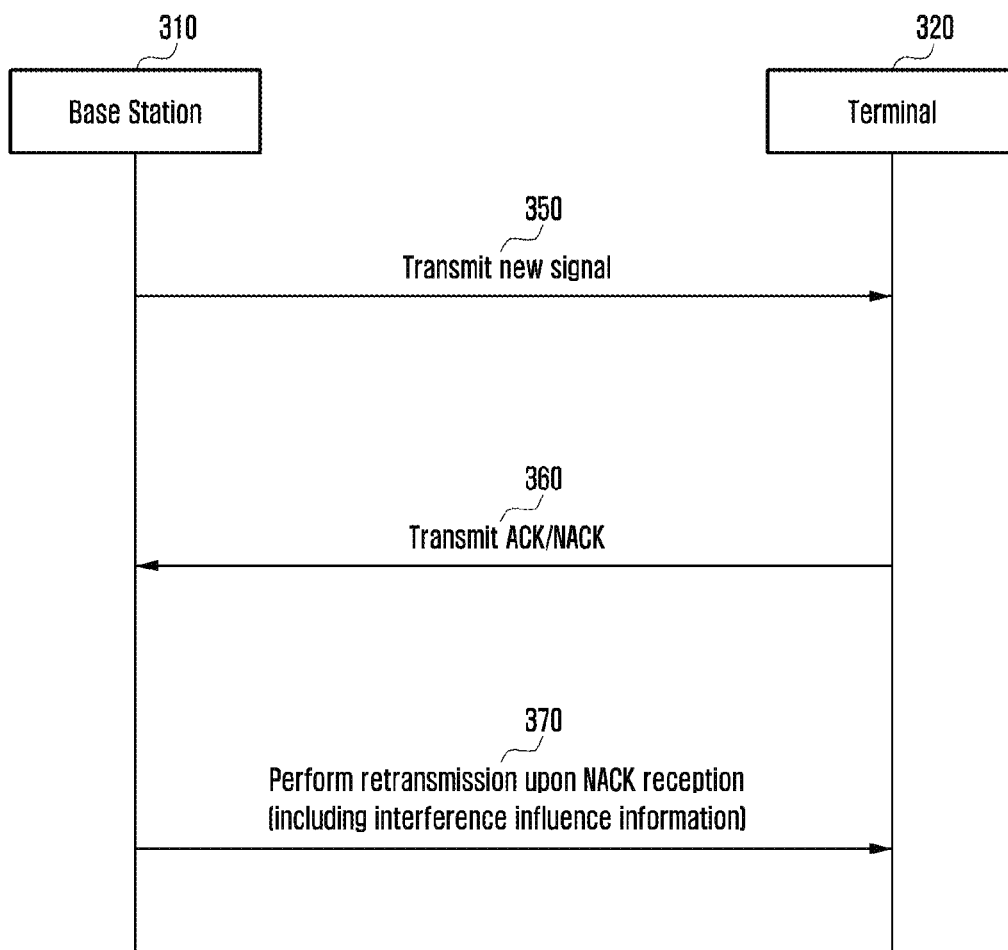 310
320
Base Station
Terminal
350
Transmit new signal
360
Transmit ACK/NACK
370
Perform retransmission upon NACK reception
(including interference influence information)